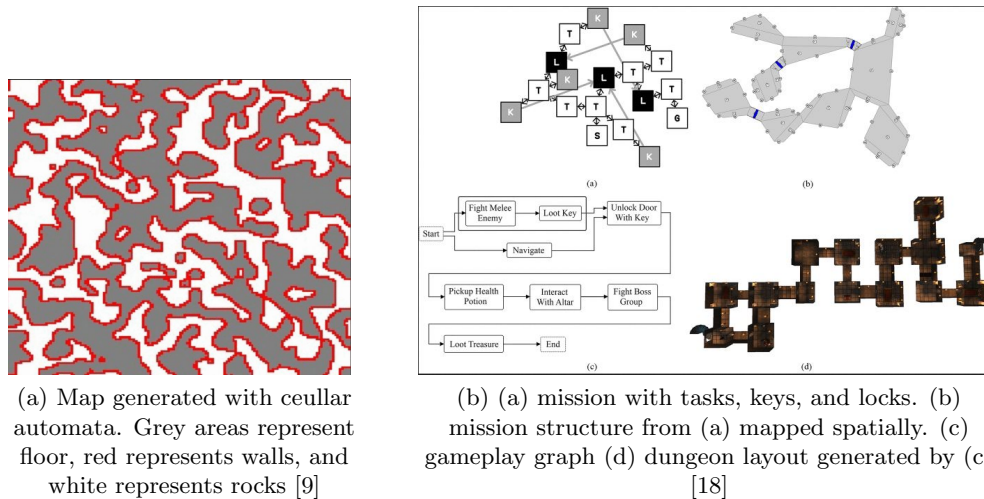 K
T K
L T
K L T
T T
K T T L
G
T
S
K
(a)
(b)
Fight Melee
Enemy
Loot Key
Unlock Door
With Key
Start
Navigate
Pickup Health
Potion
Interact
With Altar
Fight Boss
Group
Loot Treasure
End
(c)
(d)
(a) Map generated with ceullar
automata. Grey areas represent
floor, red represents walls, and
white represents rocks [9]
(b) (a) mission with tasks, keys, and locks. (b)
mission structure from (a) mapped spatially. (c)
gameplay graph (d) dungeon layout generated by (c
[18]